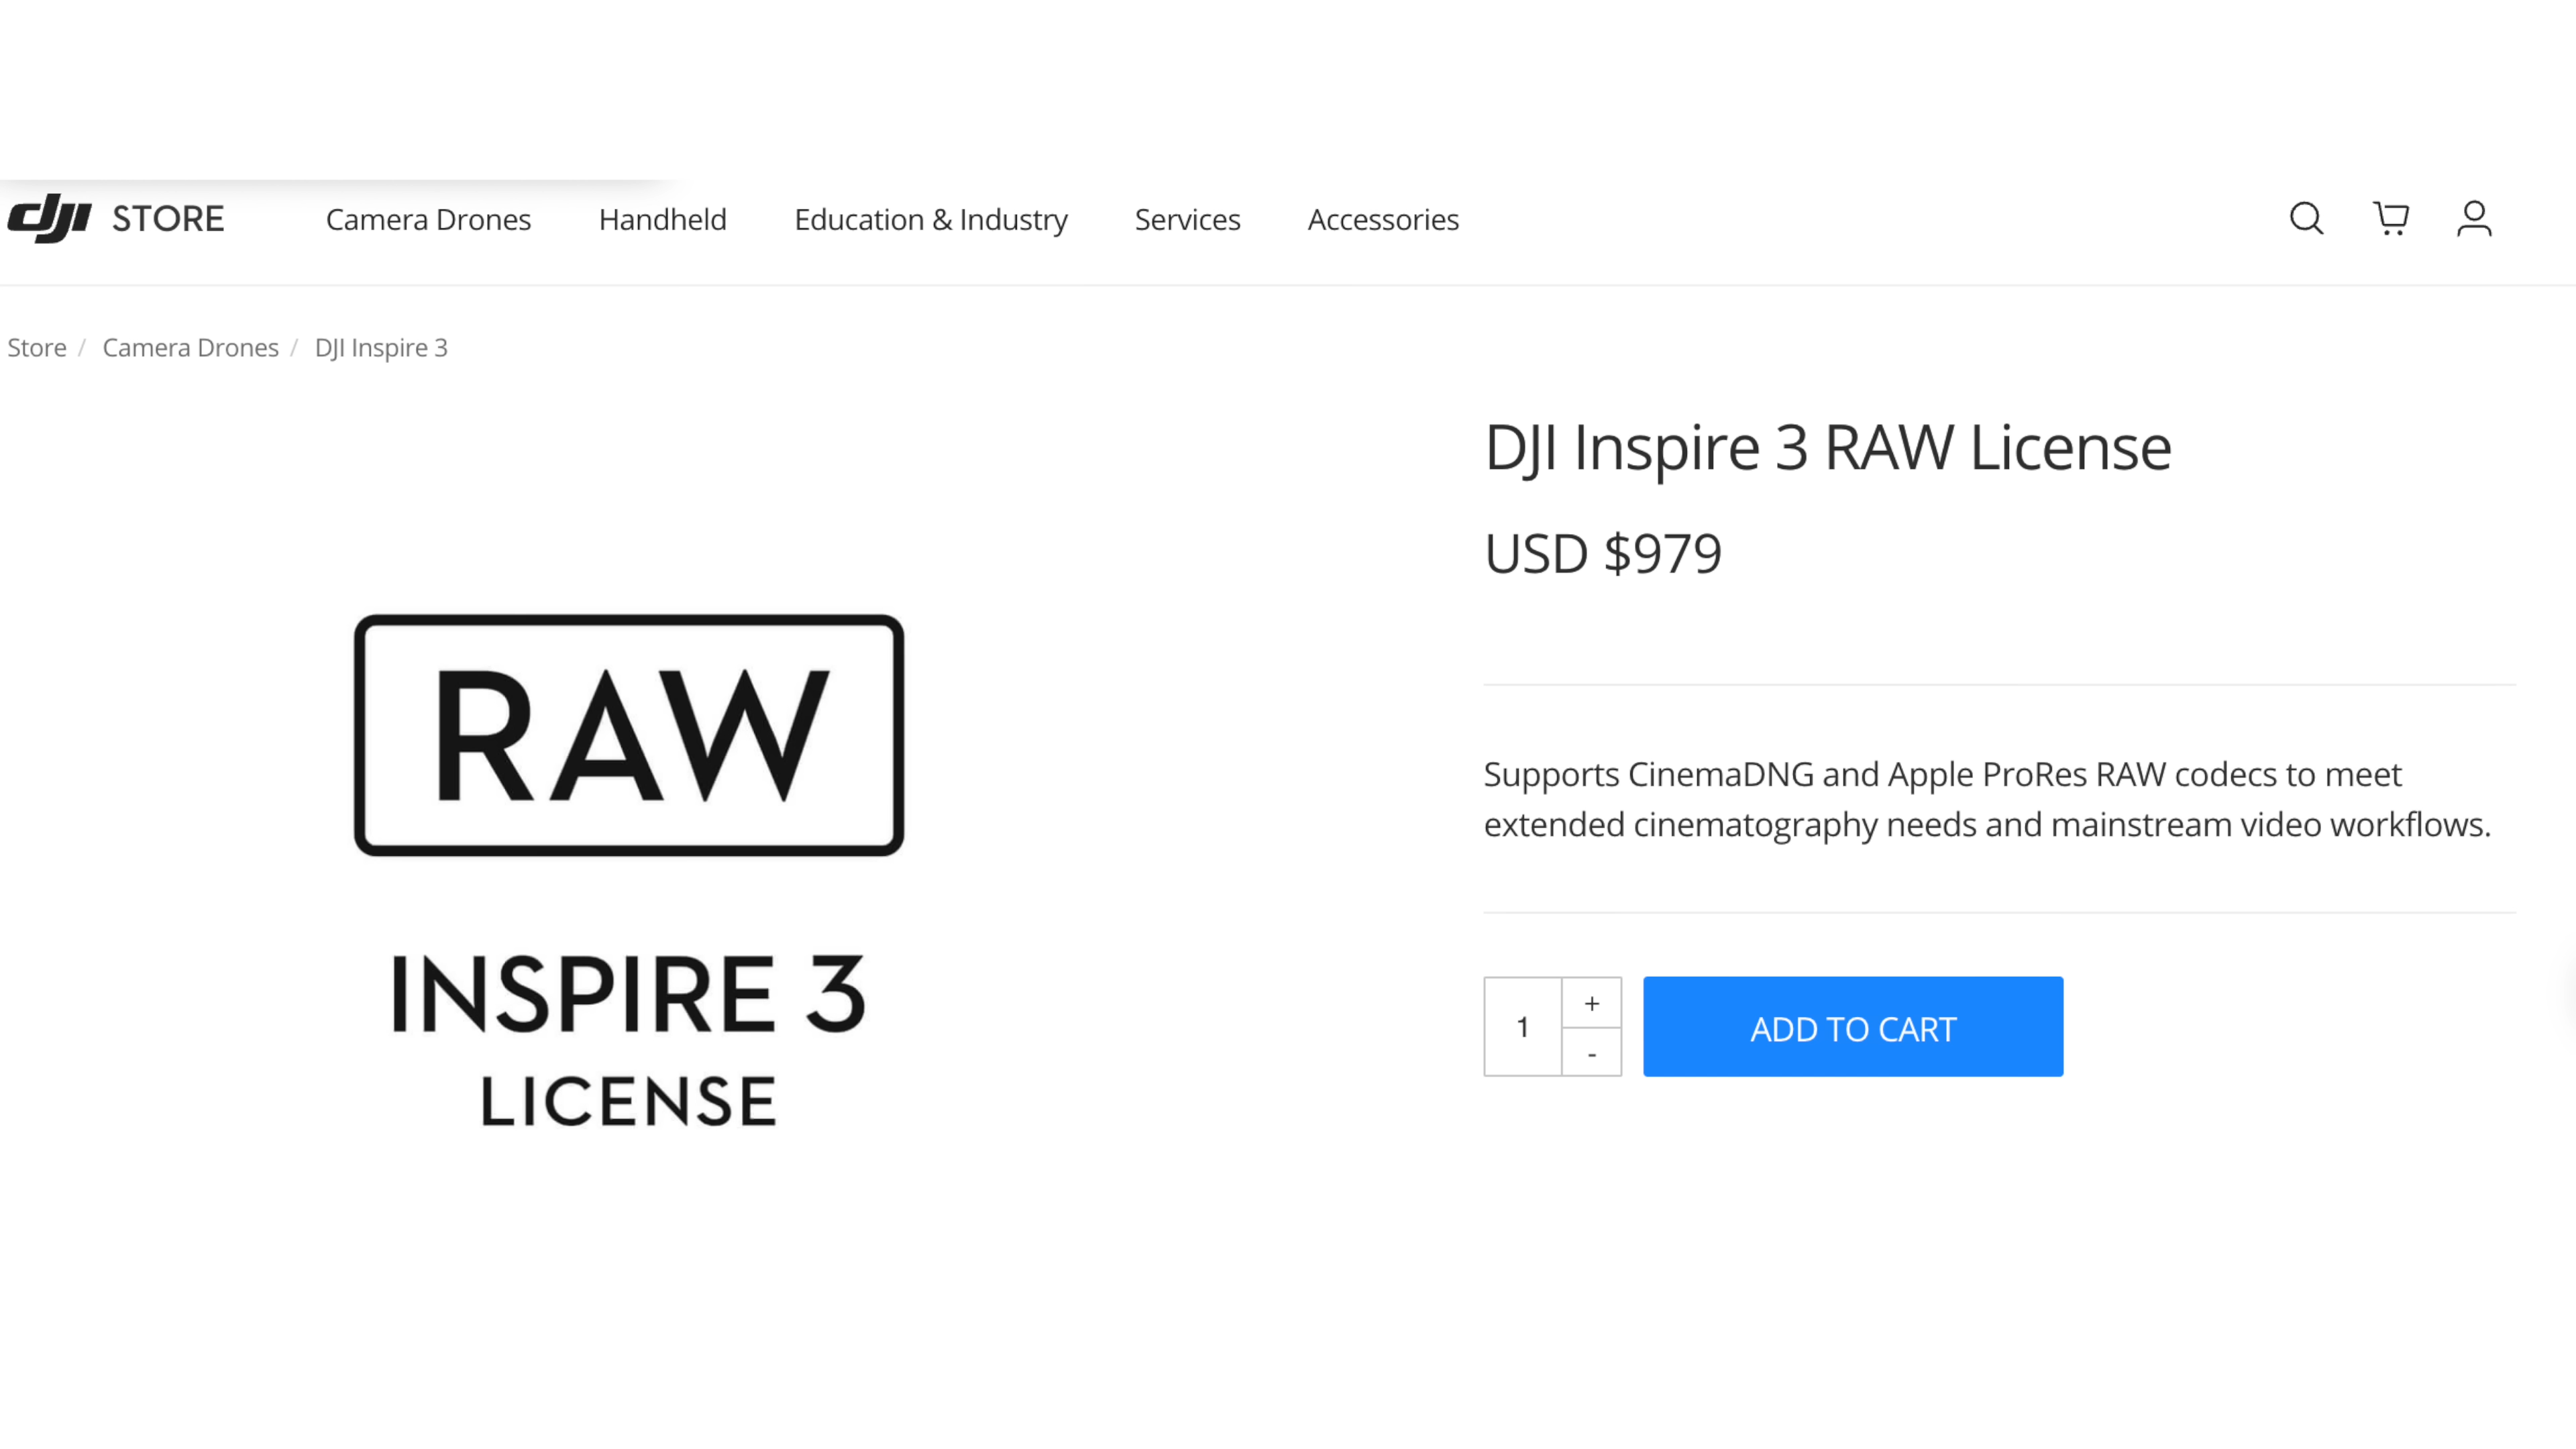 dji STORE Camera Drones Handheld Education & Industry Services Accessories
Store / Camera Drones / DJI Inspire 3
DJI Inspire 3 RAW License
USD $979
RAW
INSPIRE 3
LICENSE
Supports CinemaDNG and Apple ProRes RAW codecs to meet
extended cinematography needs and mainstream video workflows.
1 + -
ADD TO CART